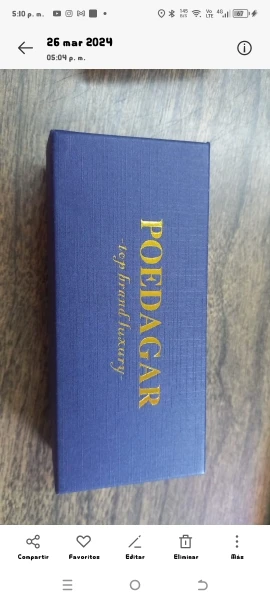 5:10 p. m.
26 mar 2024
05:04 p. m.
POEDAGAR
top brand luxury
Compartir
Favoritos
Editar
Eliminar
Más